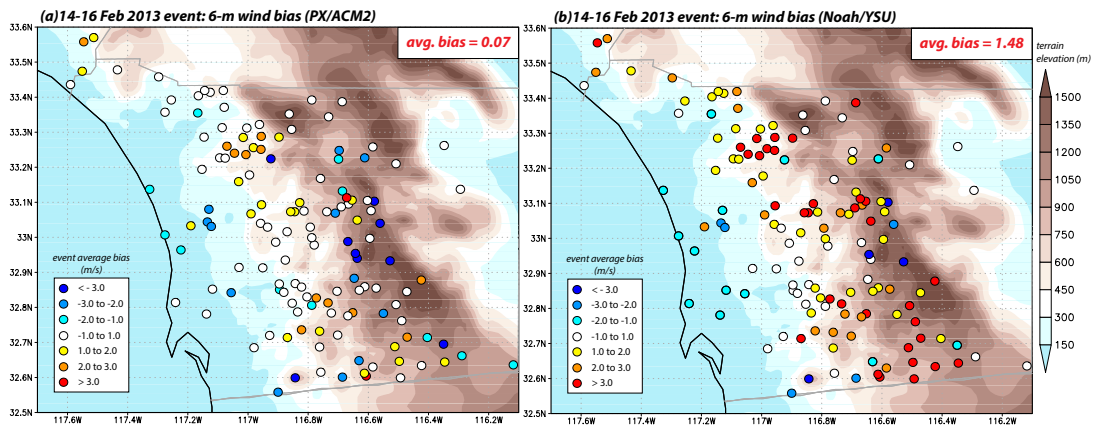 (a)14-16 Feb 2013 event: 6-m wind bias (PX/ACM2)
avg. bias = 0.07
33.6N
33.5N
33.4N
33.3N
33.2N
33.1N
33N
32.9N
32.8N
32.7N
32.6N
32.5N
event average bias
(m/s)
< - 3.0
-3.0 to -2.0
-2.0 to -1.0
-1.0 to 1.0
1.0 to 2.0
2.0 to 3.0
> 3.0
117.6W
117.4W
117.2W
117W
116.8W
116.6W
116.4W
116.2W
(b)14-16 Feb 2013 event: 6-m wind bias (Noah/YSU)
avg. bias = 1.48
33.6N
33.5N
33.4N
33.3N
33.2N
33.1N
33N
32.9N
32.8N
32.7N
32.6N
32.5N
event average bias
(m/s)
< - 3.0
-3.0 to -2.0
-2.0 to -1.0
-1.0 to 1.0
1.0 to 2.0
2.0 to 3.0
> 3.0
117.6W
117.4W
117.2W
117W
116.8W
116.6W
116.4W
116.2W
terrain
elevation (m)
1500
1350
1200
1050
900
750
600
450
300
150